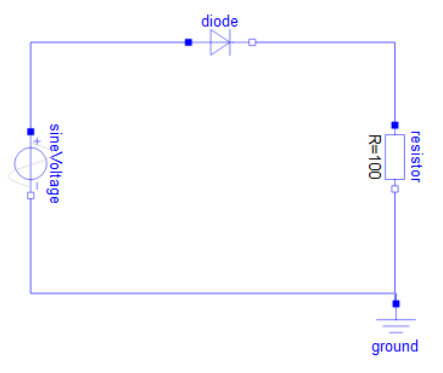 diode
sineVoltage
+
−
resistor
R=100
ground